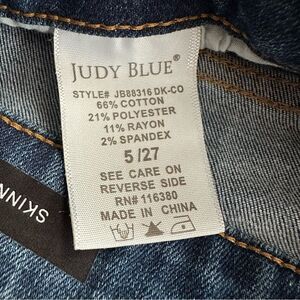 JUDY BLUE®
STYLE# JB88316 DK-CO
66% COTTON
21% POLYESTER
11% RAYON
2% SPANDEX
5 / 27
SEE CARE ON
REVERSE SIDE
RN# 116380
MADE IN CHINA
SKINN